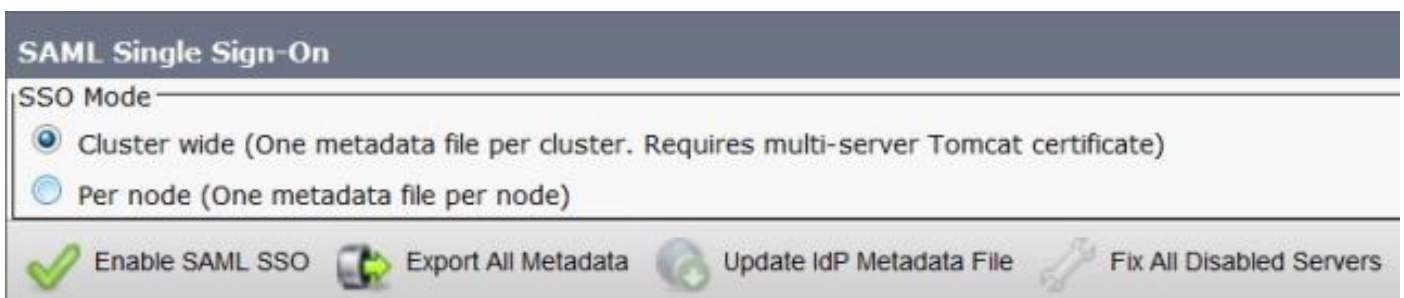 SAML Single Sign-On
SSO Mode
Cluster wide (One metadata file per cluster. Requires multi-server Tomcat certificate)
Per node (One metadata file per node)
Enable SAML SSO Export All Metadata Update IdP Metadata File Fix All Disabled Servers